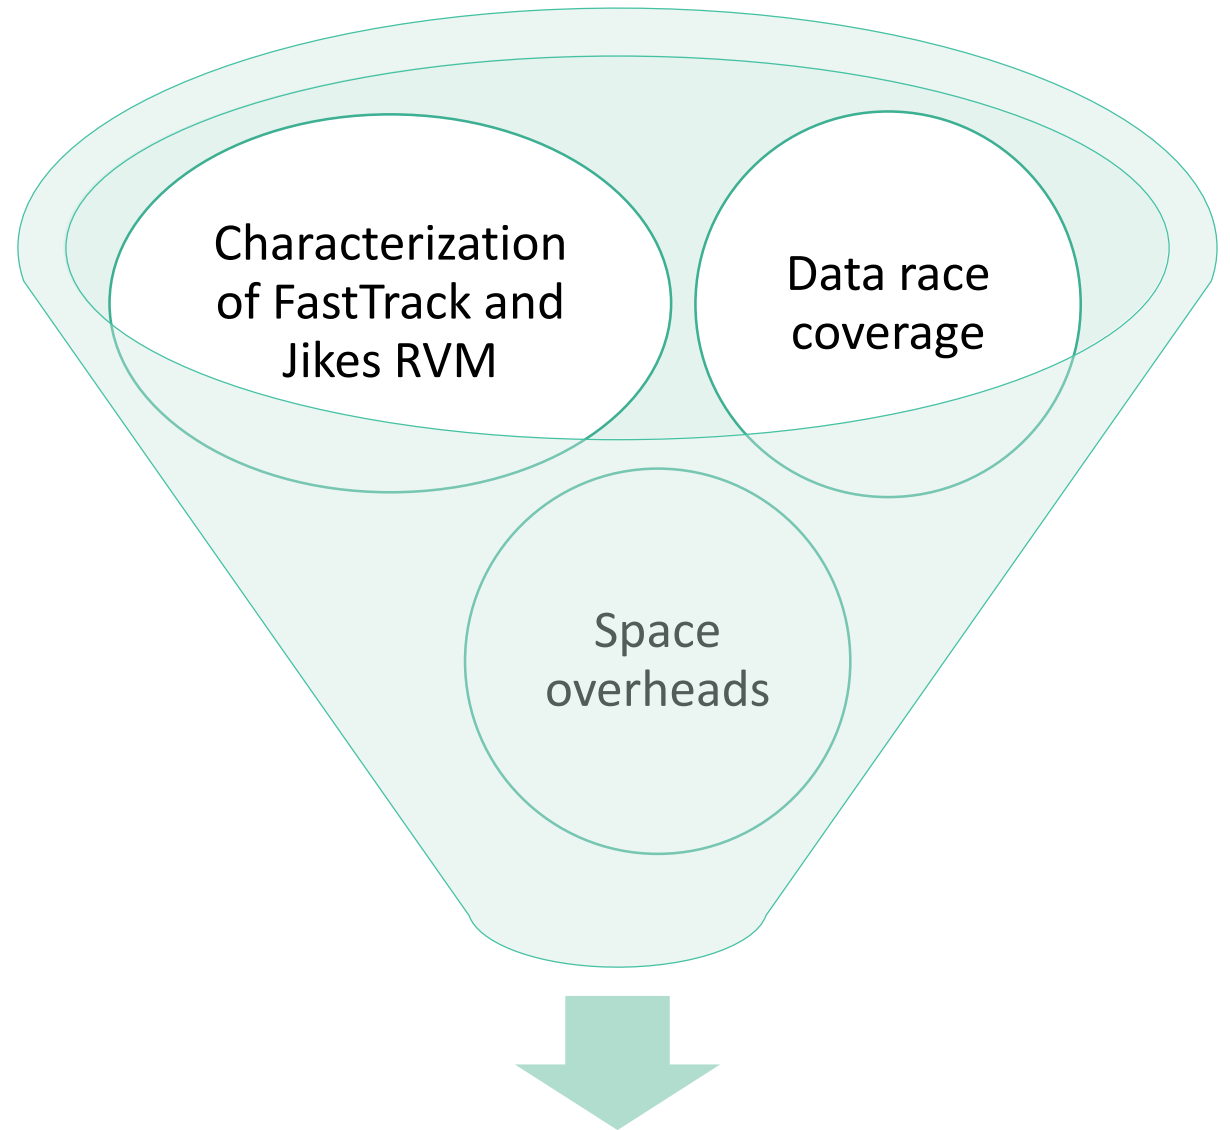 Characterization
of FastTrack and
Jikes RVM
Data race
coverage
Space
overheads